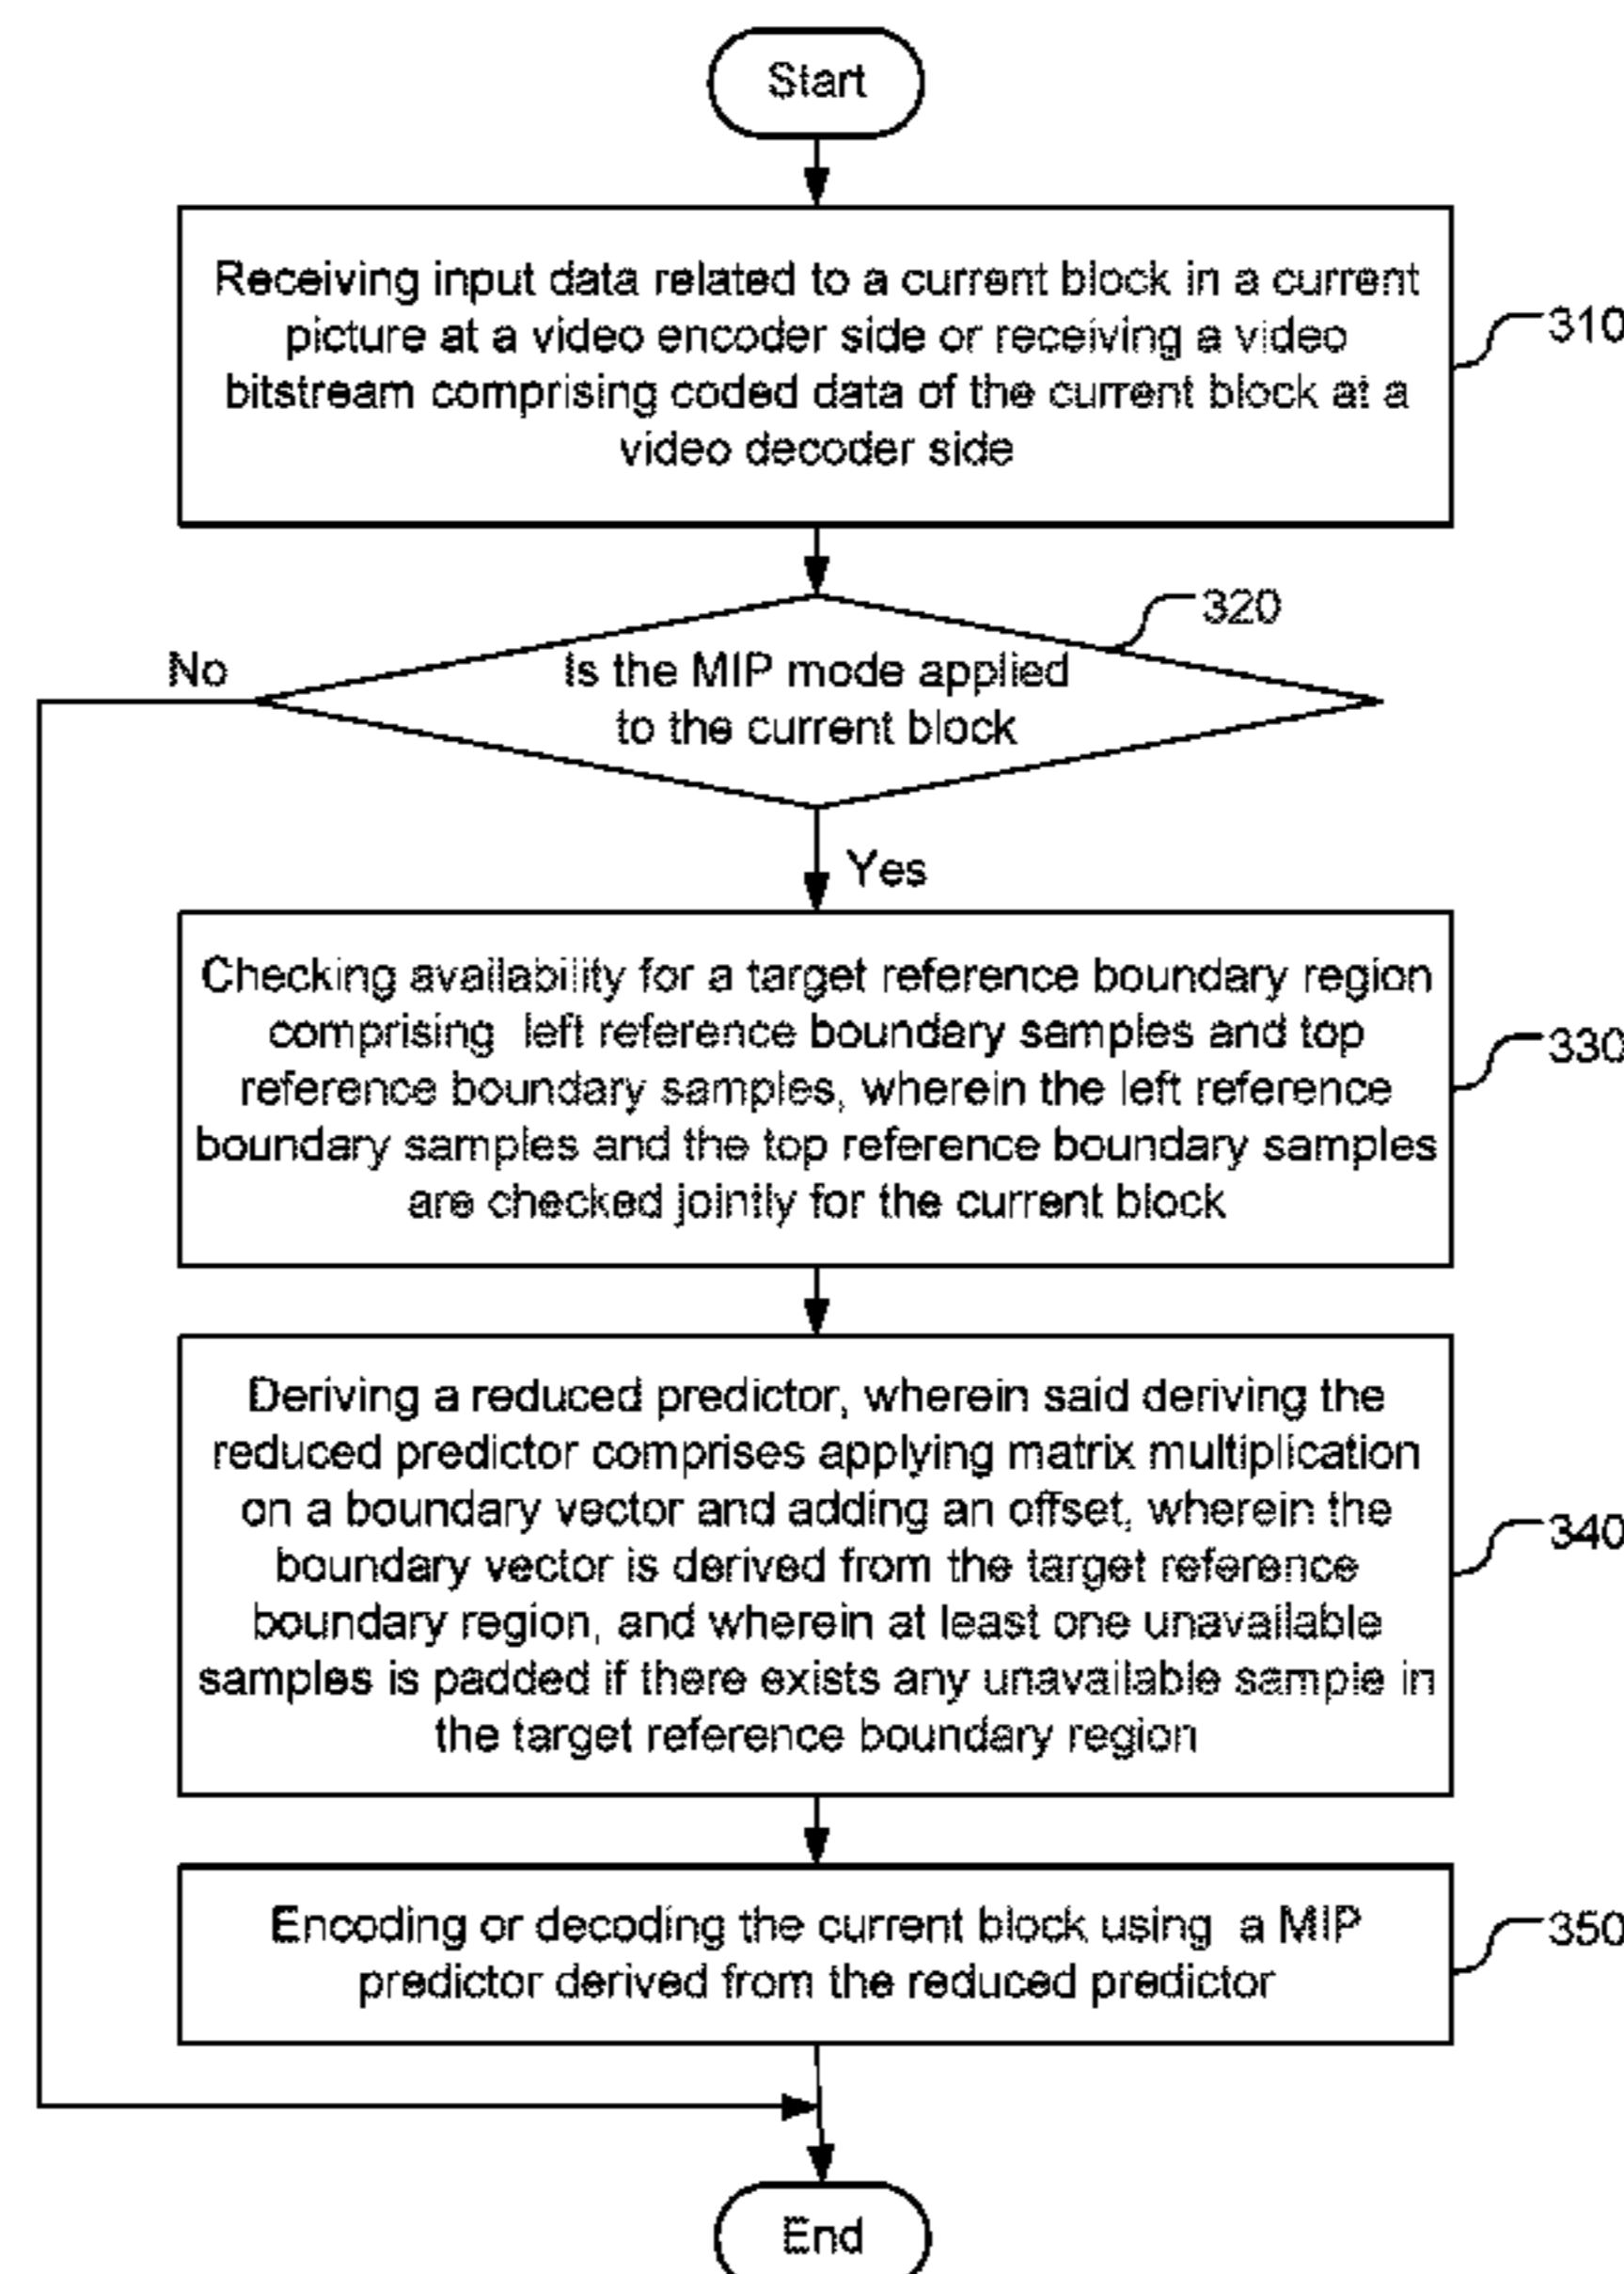 Start
Receiving input data related to a current block in a current
picture at a video encoder side or receiving a video
bitstream comprising coded data of the current block at a
video decoder side
310
320
No
Is the MIP mode applied
to the current block
Yes
Checking availability for a target reference boundary region
comprising left reference boundary samples and top
reference boundary samples, wherein the left reference
boundary samples and the top reference boundary samples
are checked jointly for the current block
330
Deriving a reduced predictor, wherein said deriving the
reduced predictor comprises applying matrix multiplication
on a boundary vector and adding an offset, wherein the
boundary vector is derived from the target reference
boundary region, and wherein at least one unavailable
samples is padded if there exists any unavailable sample in
the target reference boundary region
340
Encoding or decoding the current block using a MIP
predictor derived from the reduced predictor
350
End